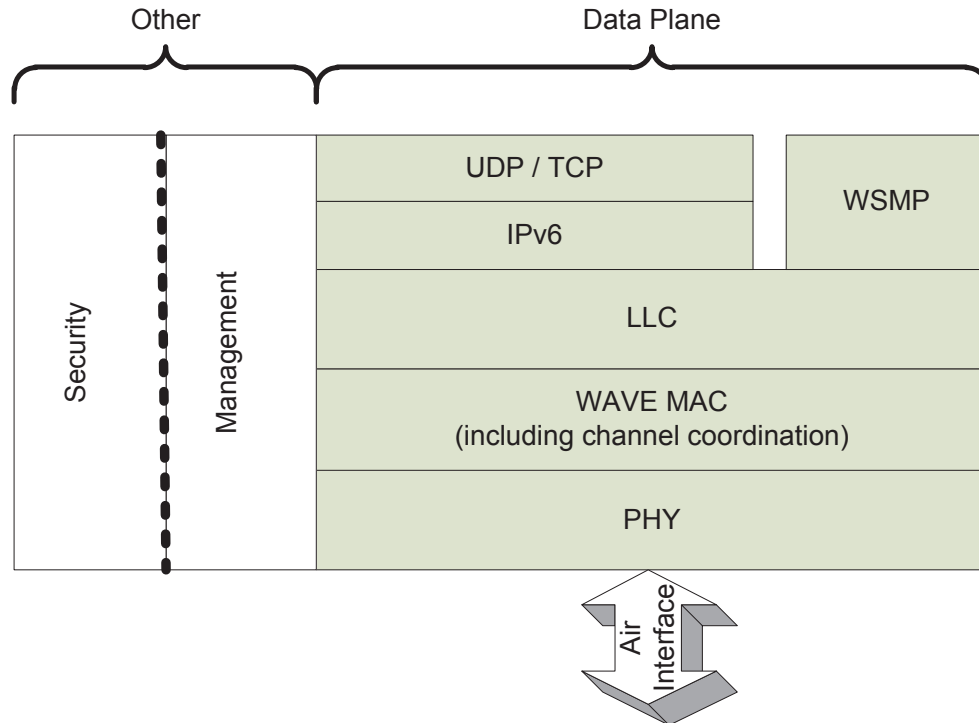 Other
Data Plane
UDP / TCP
WSMP
IPv6
Security
Management
LLC
WAVE MAC
(including channel coordination)
PHY
Air
Interface